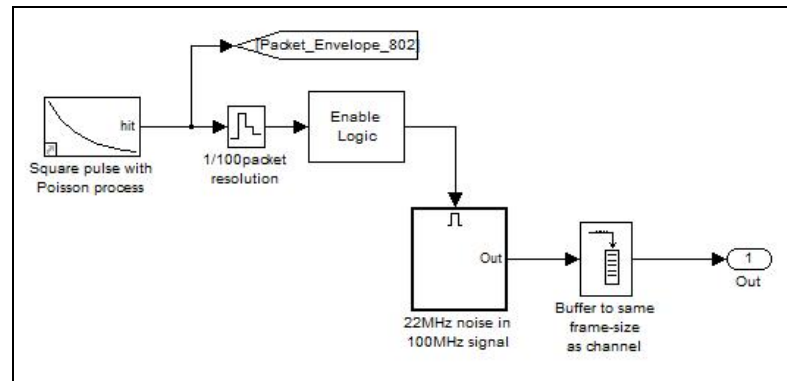 [Packet_Envelope_802]
hit
Square pulse with
Poisson process
1/100packet
resolution
Enable
Logic
Out
22MHz noise in
100MHz signal
Buffer to same
frame-size
as channel
1
Out